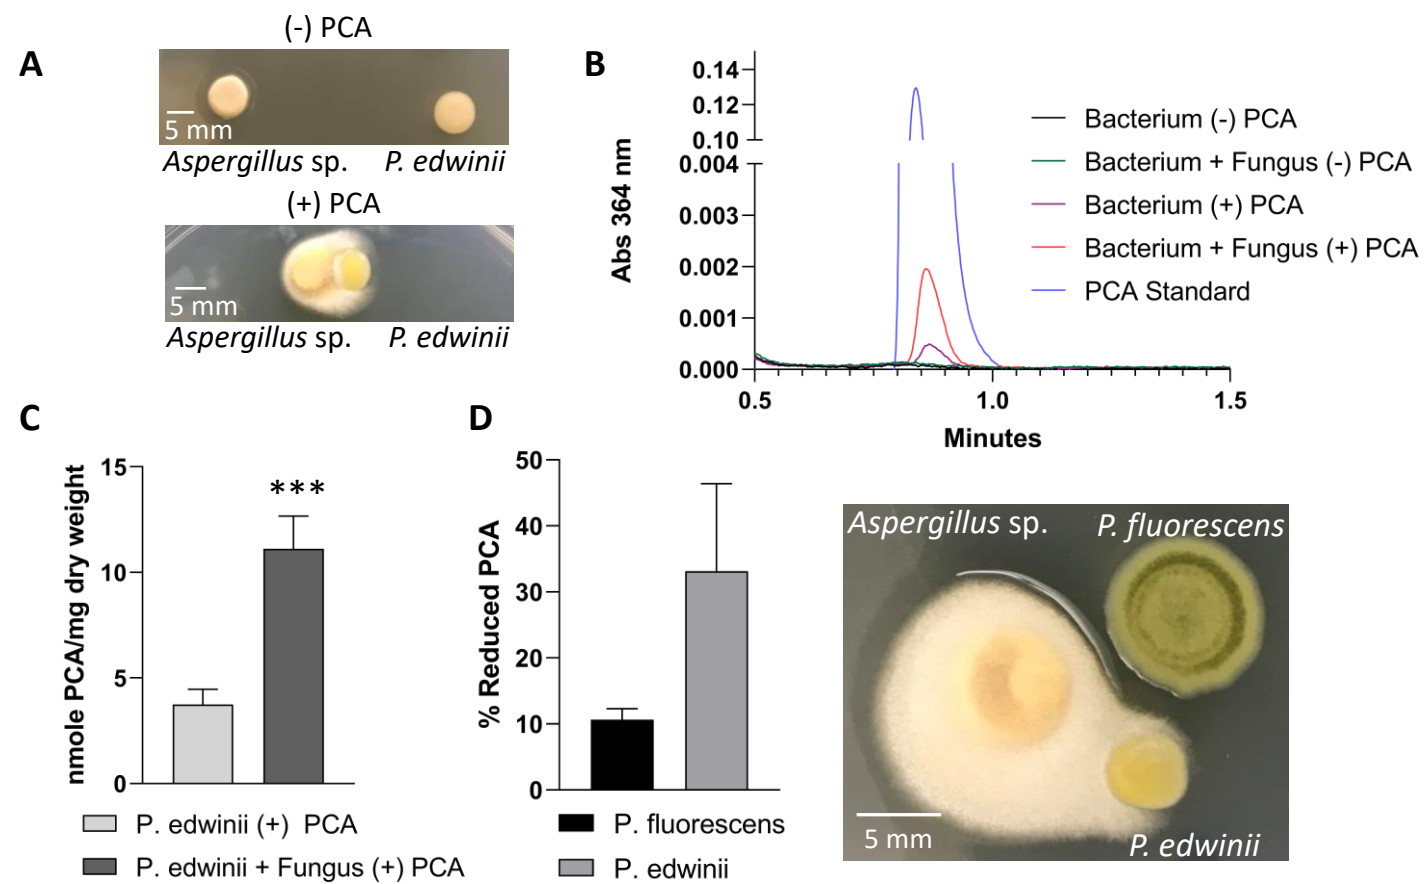 A
(-) PCA
5 mm
Aspergillus sp. P. edwinii
(+) PCA
5 mm
Aspergillus sp. P. edwinii
B
Abs 364 nm
0.14
0.12
0.10
0.004
0.003
0.002
0.001
0.000
0.5 1.0 1.5
Minutes
Bacterium (-) PCA
Bacterium + Fungus (-) PCA
Bacterium (+) PCA
Bacterium + Fungus (+) PCA
PCA Standard
C
nmole PCA/mg dry weight
15
10
5
0
***
P. edwinii (+) PCA
P. edwinii + Fungus (+) PCA
D
% Reduced PCA
50
40
30
20
10
0
P. fluorescens
P. edwinii
Aspergillus sp. P. fluorescens
5 mm
P. edwinii